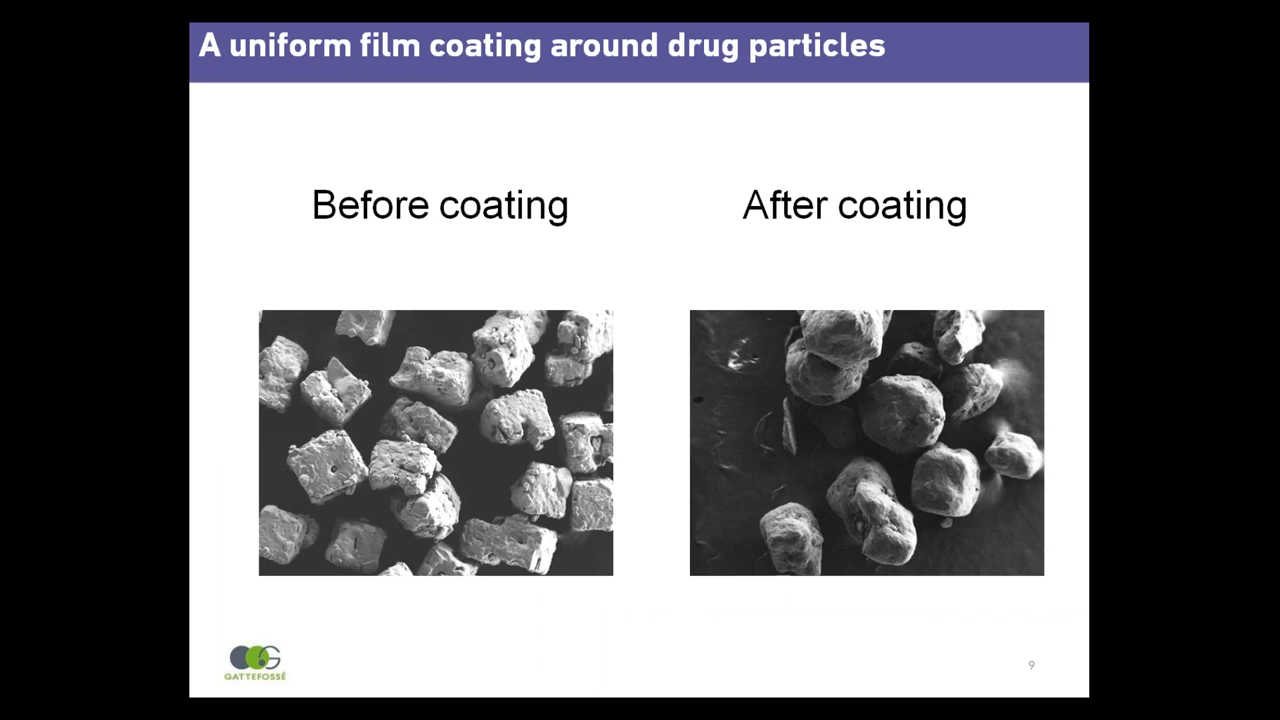 A uniform film coating around drug particles
Before coating
After coating
GATTEFOSSÉ
9